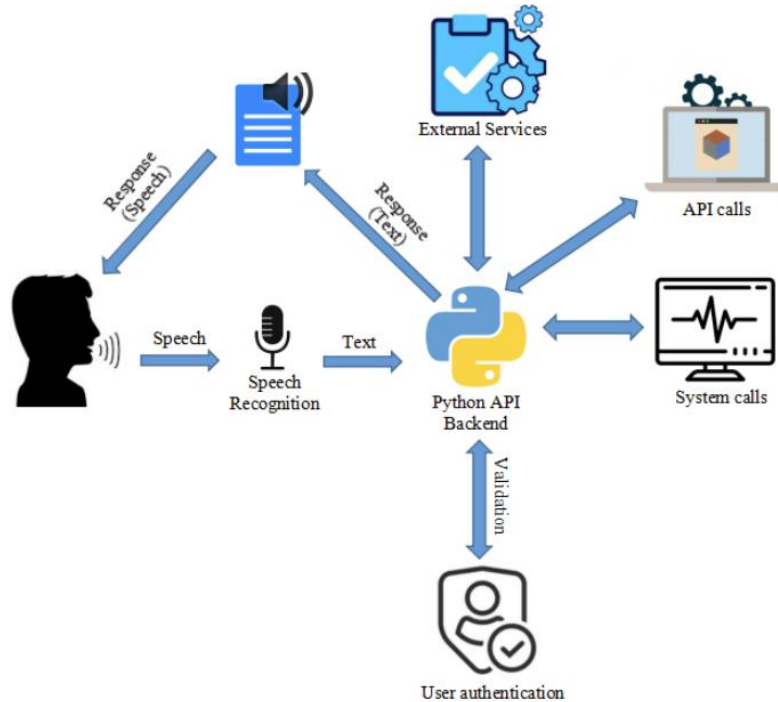 External Services
Response
(Speech)
Response
(Text)
API calls
Speech
Text
Speech
Recognition
Python API
Backend
System calls
Validation
User authentication